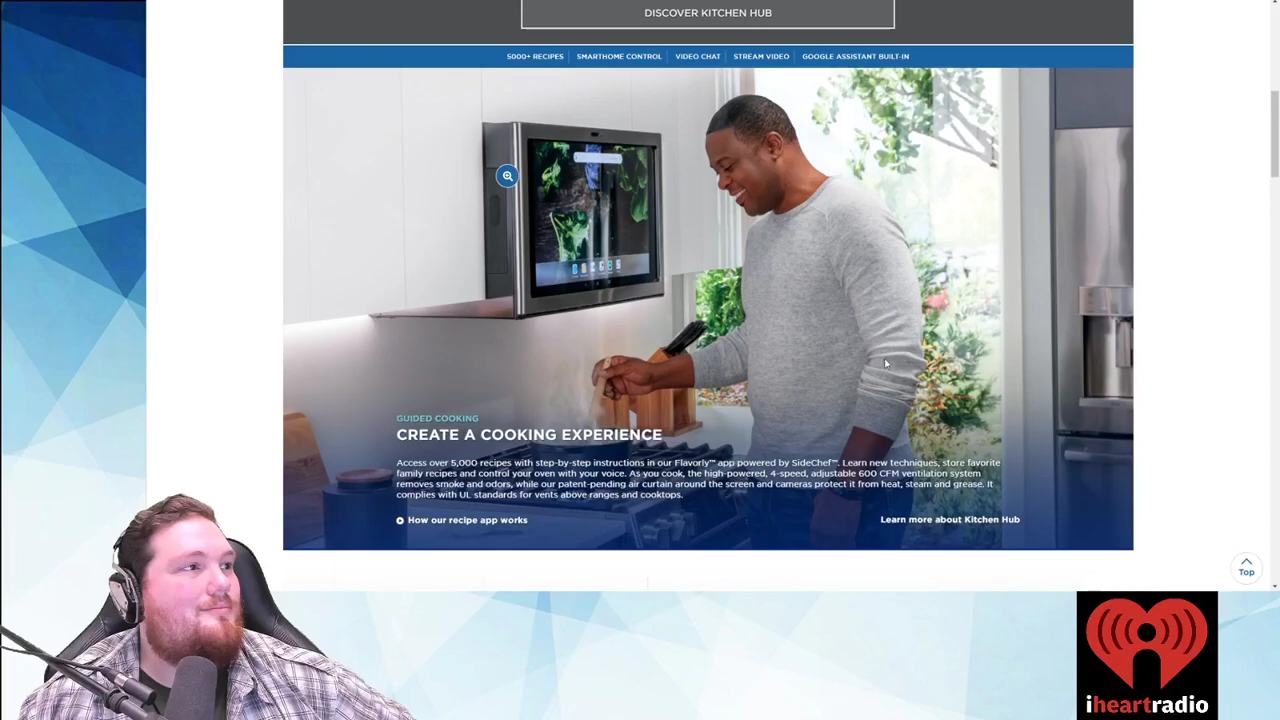 DISCOVER KITCHEN HUB
5000+ RECIPES SMARTHOME CONTROL VIDEO CHAT STREAM VIDEO GOOGLE ASSISTANT BUILT-IN
GUIDED COOKING
CREATE A COOKING EXPERIENCE
Access over 5,000 recipes with step-by-step instructions in our Flavorly™ app powered by SideChef™. Learn new techniques, store favorite
family recipes and control your oven with your voice. As you cook, the high-powered, 4-speed, adjustable 600 CFM ventilation system
removes smoke and odors, while our patent-pending air curtain around the screen and cameras protect it from heat, steam and grease. It
complies with UL standards for vents above ranges and cooktops.
How our recipe app works
Learn more about Kitchen Hub
Top
iheartradio